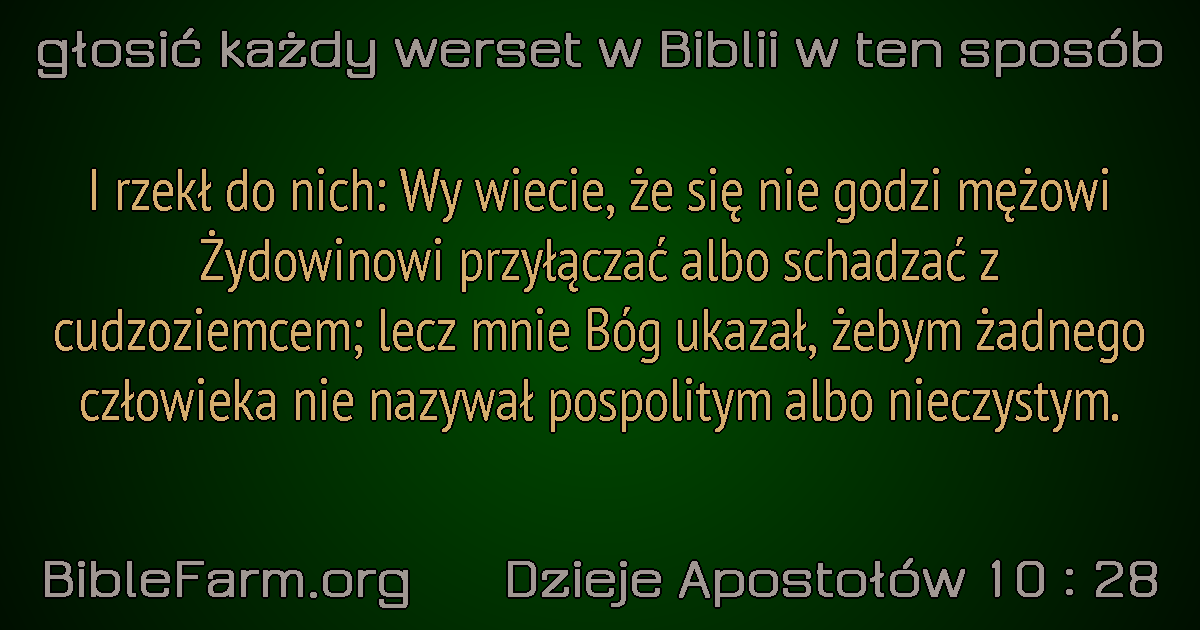 głosić każdy werset w Biblii w ten sposób
I rzekł do nich: Wy wiecie, że się nie godzi mężowi
Żydowinowi przyłączać albo schadzać z
cudzoziemcem; lecz mnie Bóg ukazał, żebym żadnego
człowieka nie nazywał pospolitym albo nieczystym.
BibleFarm.org Dzieje Apostołów 10 : 28